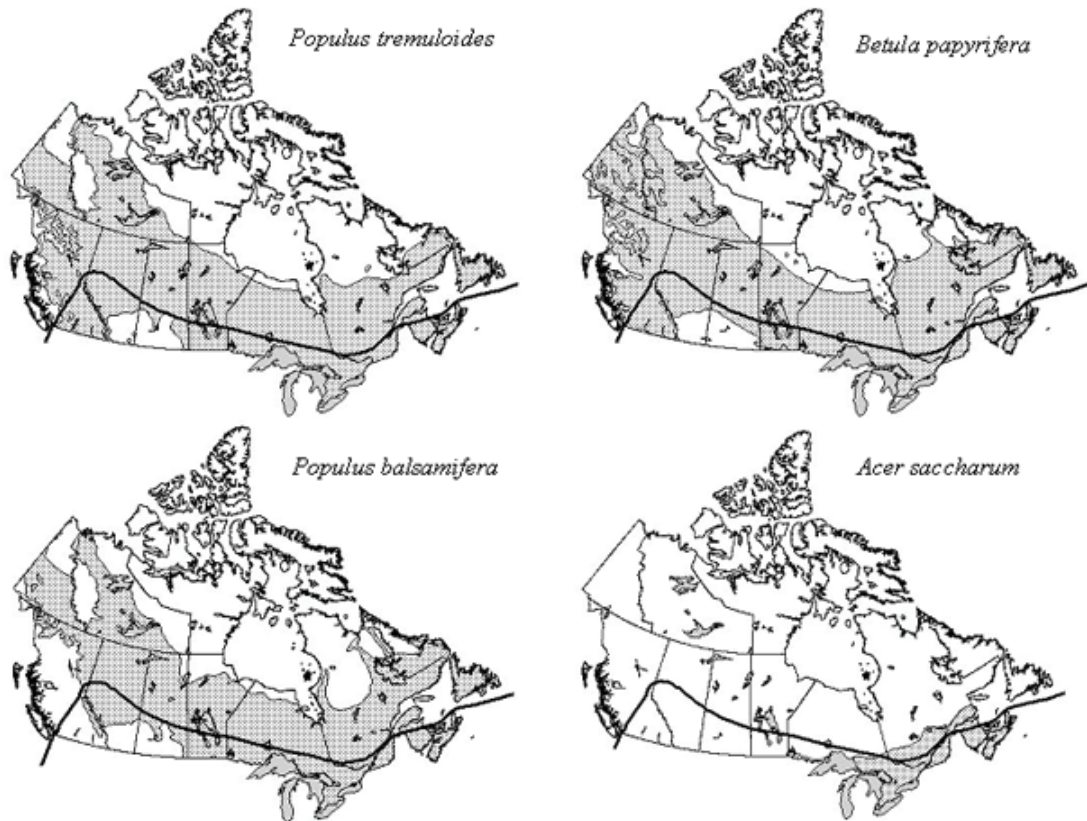 Populus tremuloides
Betula papyrifera
Populus balsamifera
Acer saccharum